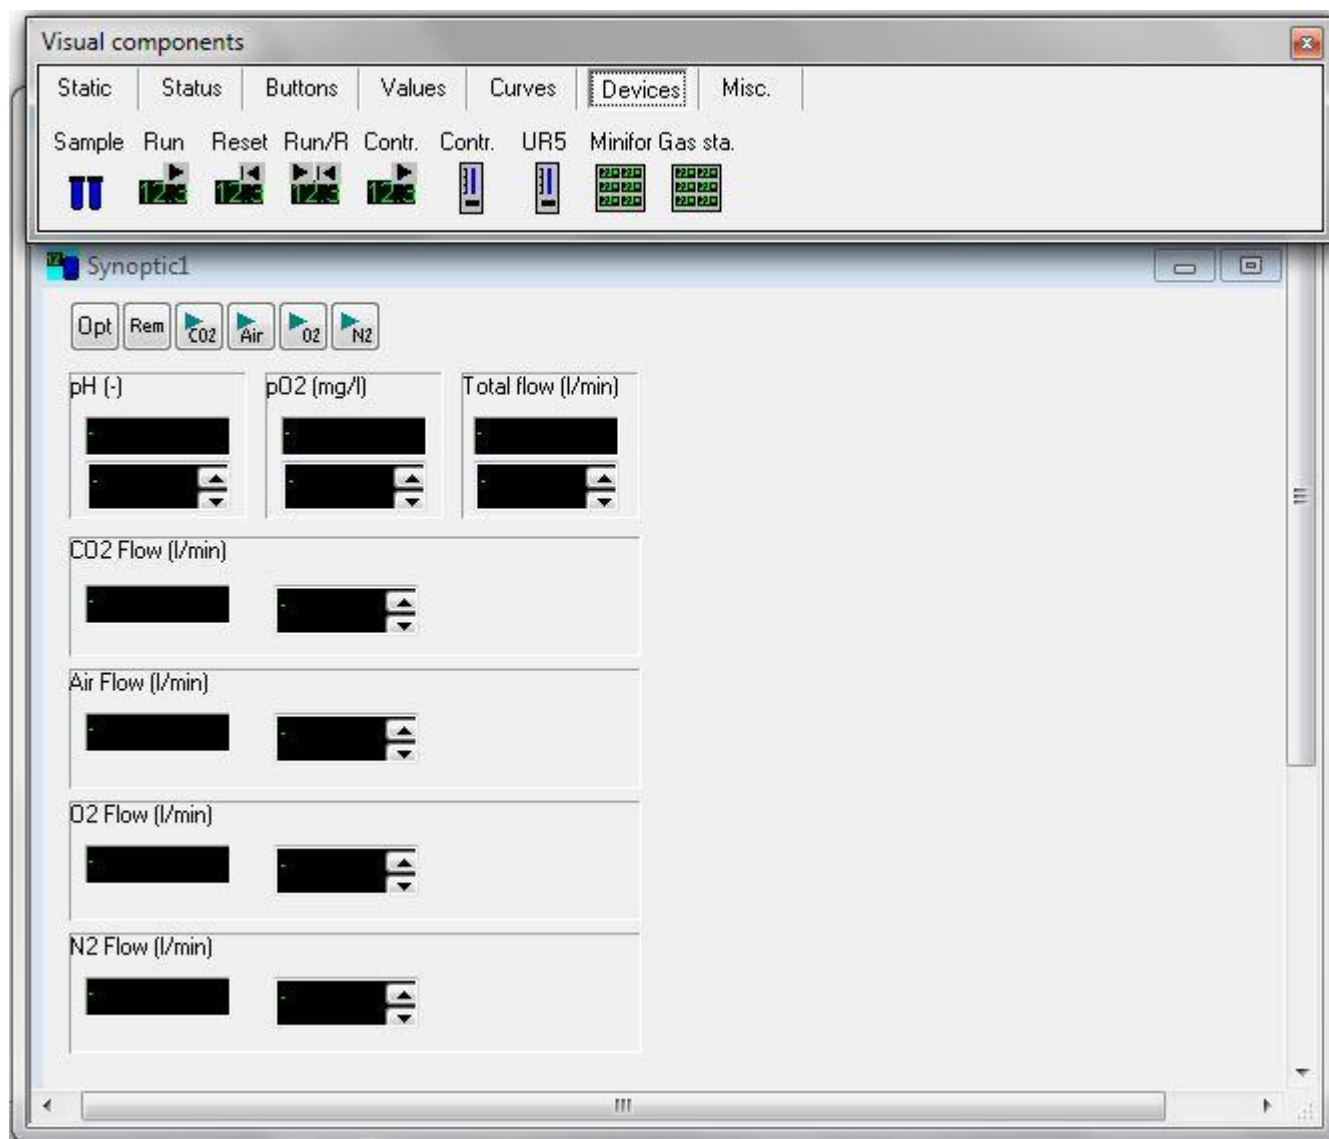 Visual components
Static Status Buttons Values Curves Devices Misc.
Sample Run Reset Run/R Contr. Contr. UR5 Minifor Gas sta.
Synoptic1
Opt Rem CO2 Air O2 N2
pH (-) pO2 (mg/l) Total flow (l/min)
CO2 Flow (l/min)
Air Flow (l/min)
O2 Flow (l/min)
N2 Flow (l/min)